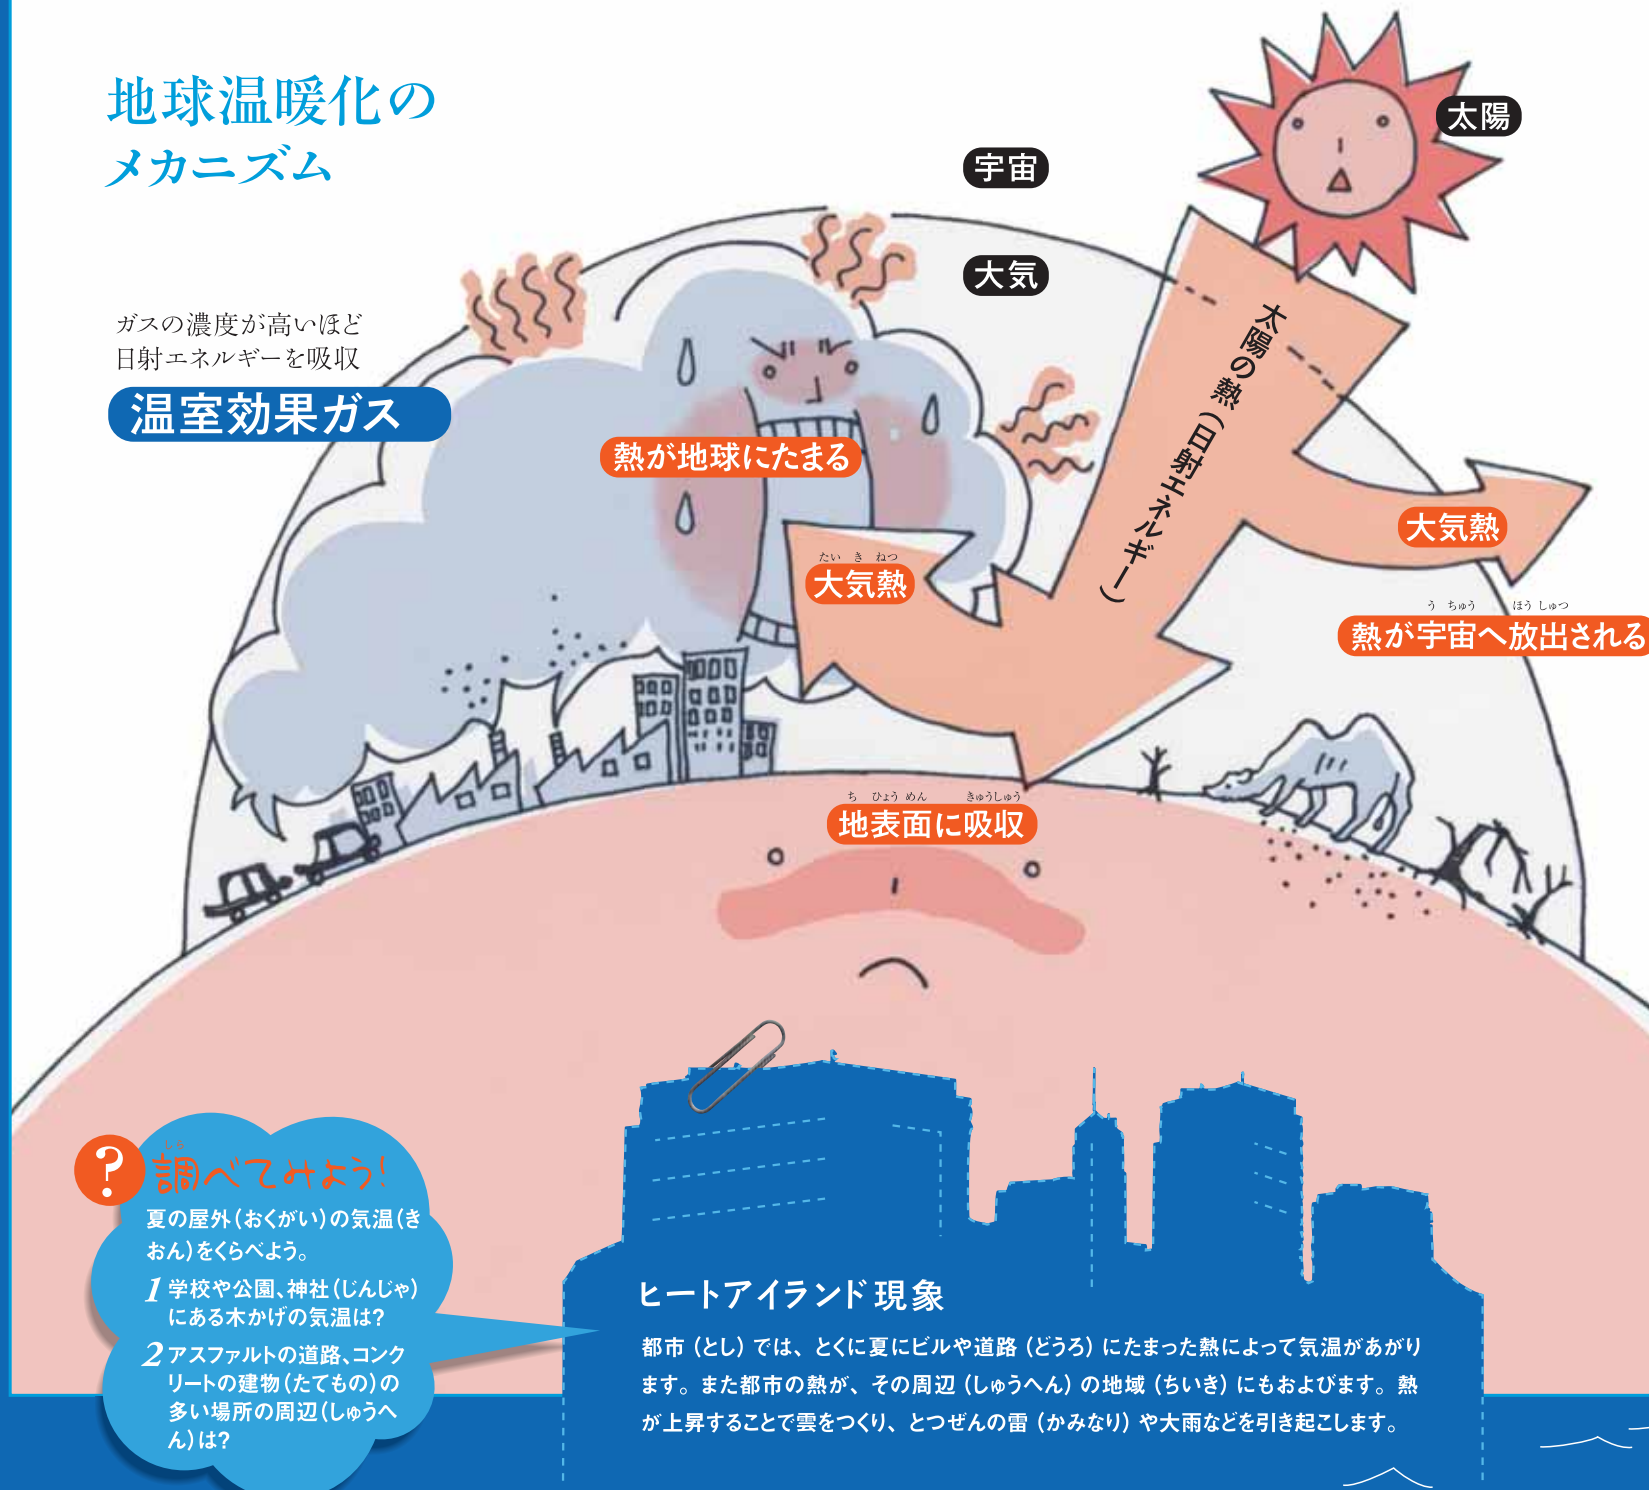 地球温暖化の
メカニズム
太陽
宇宙
大気
ガスの濃度が高いほど
日射エネルギーを吸収
温室効果ガス
太陽の熱（日射エネルギー）
熱が地球にたまる
大気熱
たい き ねつ
大気熱
う ちゅう ほう しゅつ
熱が宇宙へ放出される
ち ひょう めん きゅうしゅう
地表面に吸収
?
しら
調べてみよう!
夏の屋外（おくがい）の気温（き
おん）をくらべよう。
1 学校や公園、神社（じんじゃ）
にある木かげの気温は?
2 アスファルトの道路、コンク
リートの建物（たてもの）の
多い場所の周辺（しゅうへ
ん）は?
ヒートアイランド現象
都市（とし）では、とくに夏にビルや道路（どうろ）にたまった熱によって気温があがり
ます。また都市の熱が、その周辺（しゅうへん）の地域（ちいき）にもおよびます。熱
が上昇することで雲をつくり、とつぜんの雷（かみなり）や大雨などを引き起こします。